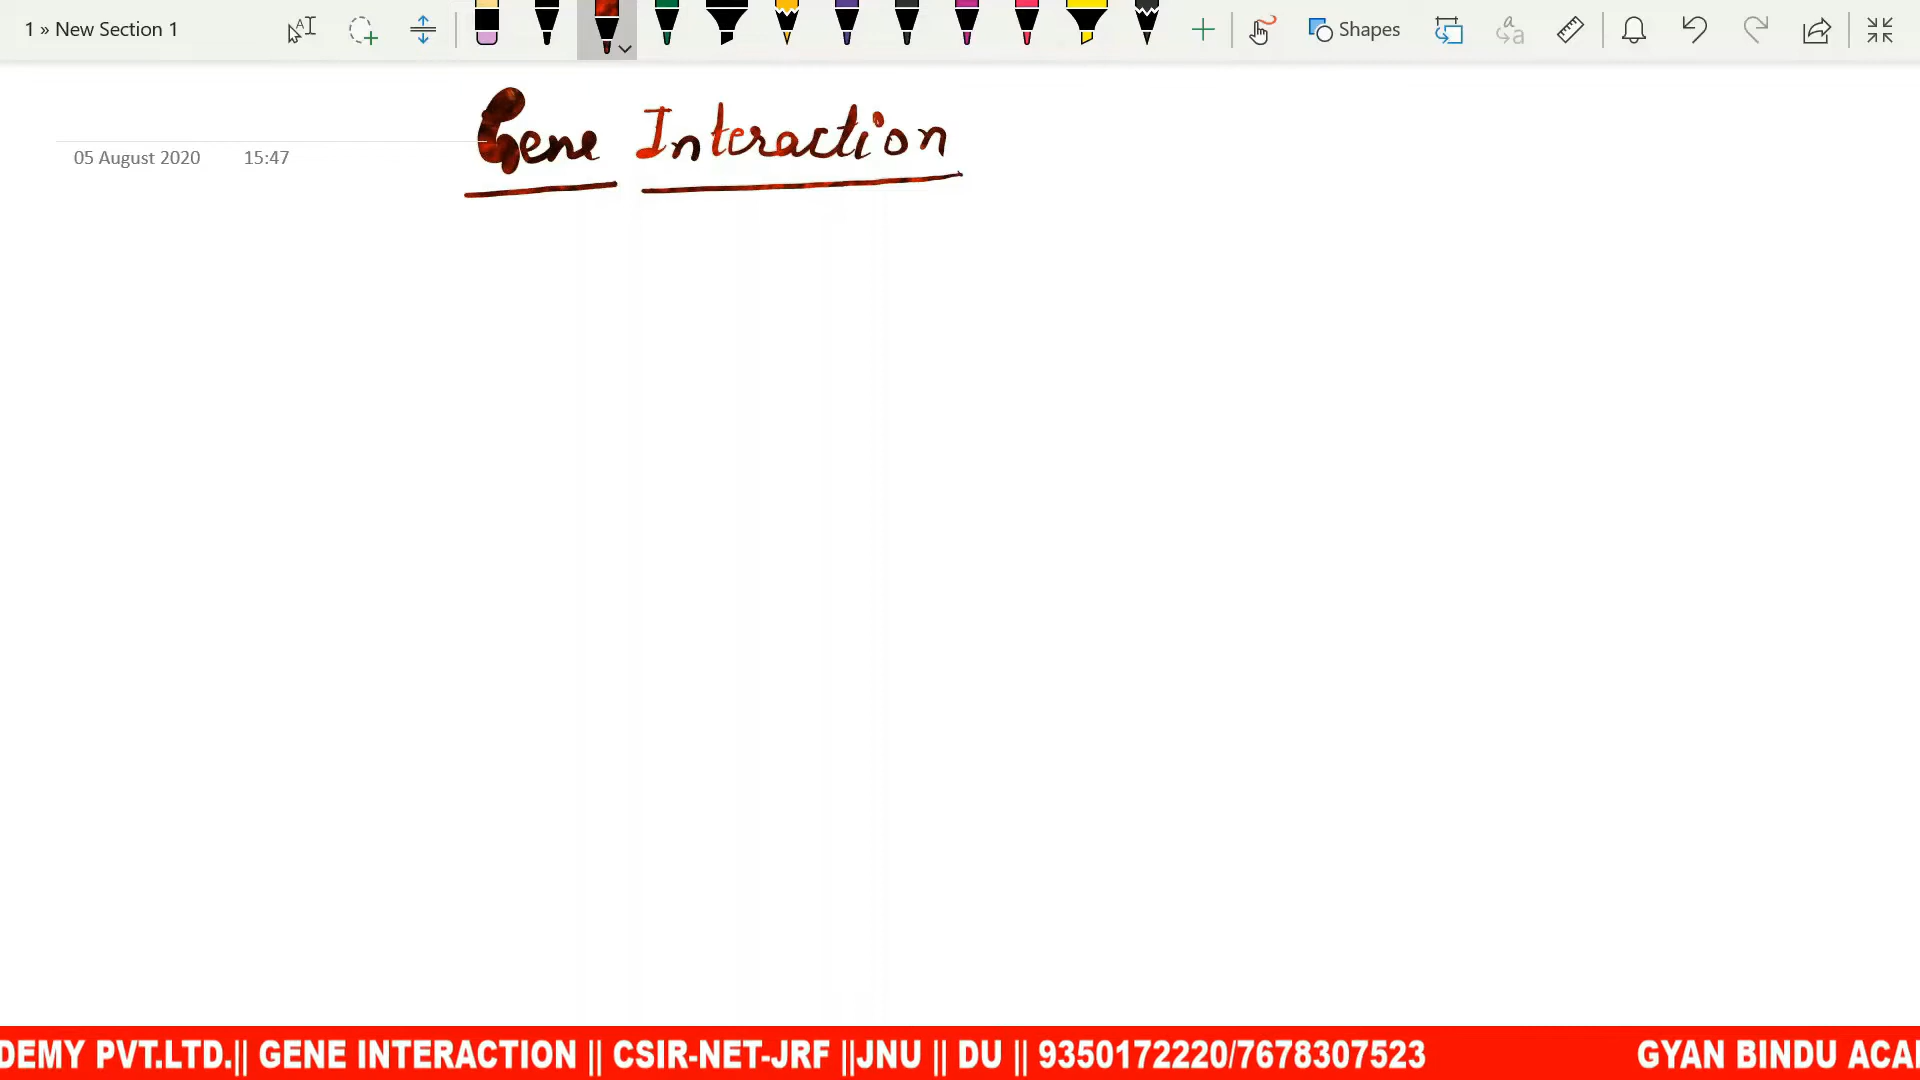 1 » New Section 1
Shapes
Gene Interaction
05 August 2020 15:47
DEMY PVT.LTD.|| GENE INTERACTION || CSIR-NET-JRF ||JNU || DU || 9350172220/7678307523 GYAN BINDU ACA